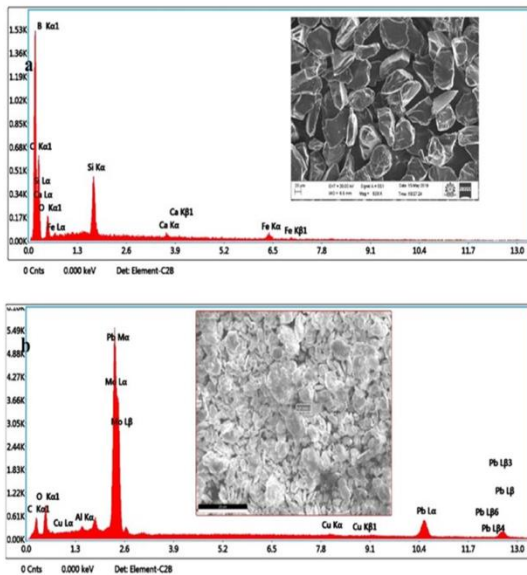 1.53K
B Kα1
1.36K
a
1.19K
1.02K
0.85K
C Kα1
0.68K
Si Kα
0.51K
Si Lα
0.34K
Ca Lα
O Kα1
0.17K
Fe Lα
Ca Kβ1
Ca Kα
Fe Kα
Fe Kβ1
0.00K
0.0 1.3 2.6 3.9 5.2 6.5 7.8 9.1 10.4 11.7 13.0
0 Cnts 0.000 keV Det: Element-C2B
5.49K
b
Pb Mα
4.88K
4.27K
Mo Lα
3.66K
Mo Lβ
3.05K
2.44K
1.83K
Pb Lβ3
1.22K
Pb Lβ
O Kα1
0.61K
C Kα1
Cu Lα
Al Kα
Cu Kα
Cu Kβ1
Pb Lα
Pb Lβ6
Pb Lβ4
0.00K
0.0 1.3 2.6 3.9 5.2 6.5 7.8 9.1 10.4 11.7 13.0
0 Cnts 0.000 keV Det: Element-C2B